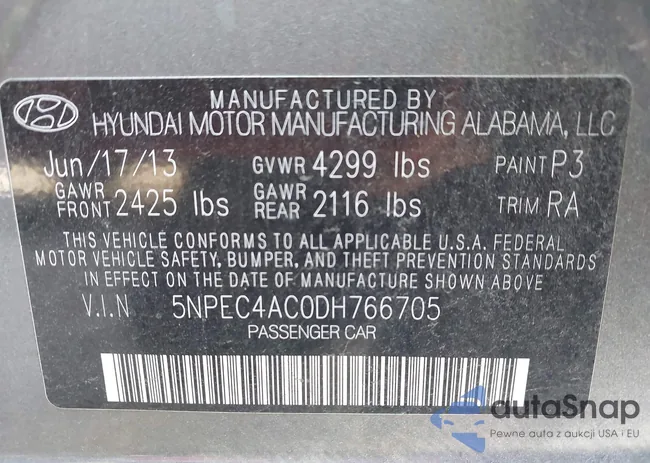 MANUFACTURED BY
HYUNDAI MOTOR MANUFACTURING ALABAMA, LLC
Jun/17/13 GVWR 4299 lbs PAINT P3
GAWR FRONT 2425 lbs GAWR REAR 2116 lbs TRIM RA
THIS VEHICLE CONFORMS TO ALL APPLICABLE U.S.A. FEDERAL
MOTOR VEHICLE SAFETY, BUMPER, AND THEFT PREVENTION STANDARDS
IN EFFECT ON THE DATE OF MANUFACTURE SHOWN ABOVE
V.I.N 5NPEC4AC0DH766705
PASSENGER CAR
autaSnap
Pewne auta z aukcji USA i EU